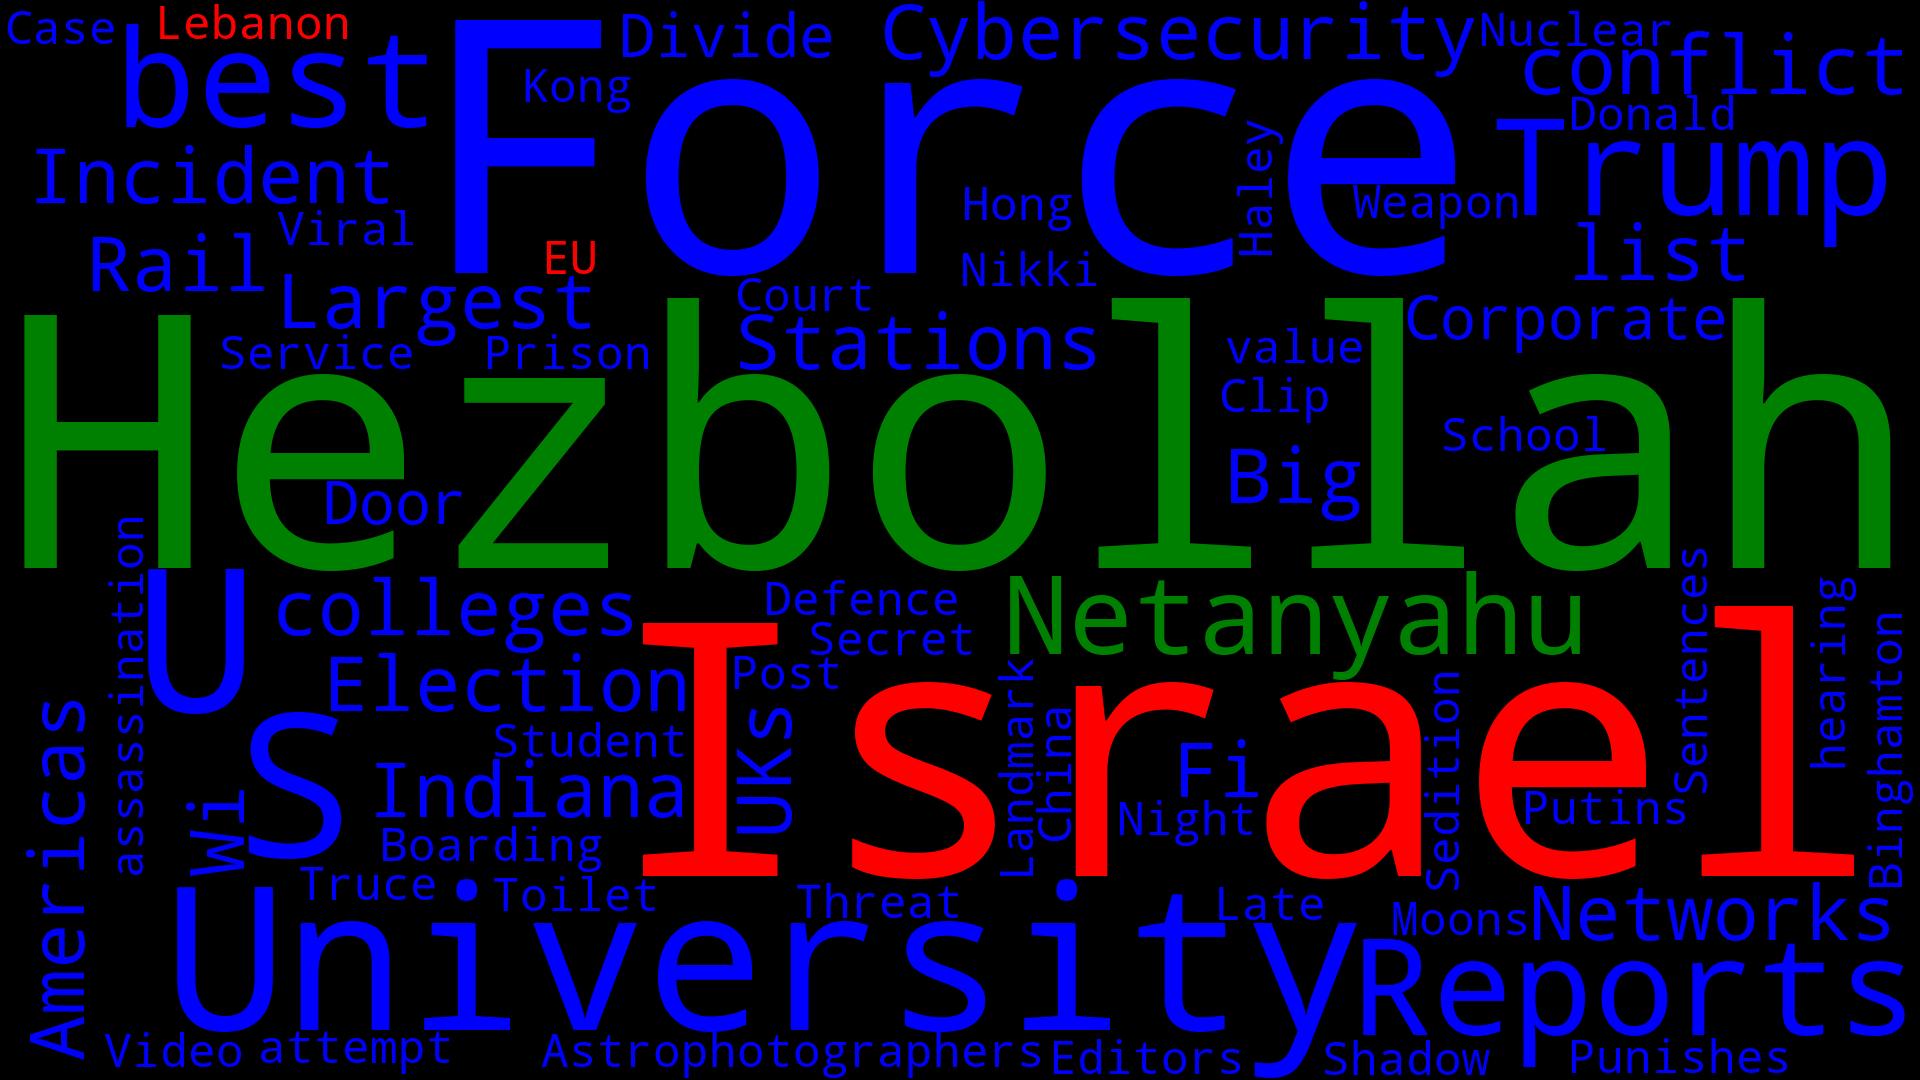 Case
Lebanon
best
Force
Kong
Divide
Cybersecurity
Nuclear
conflict
Donald
Trump
Incident
Viral
Hong
Haley
Weapon
Rail
EU
Nikki
list
Largest
Court
Stations
Corporate
Service
Prison
value
Clip
Hezbollah
School
Big
Door
assassination
U
colleges
Defence
Secret
Netanyahu
Sentences
hearing
Binghamton
Election
Post
Israel
Student
UKs
Landmark
China
Sedition
Americas
Wi
S
Indiana
Fi
Night
Putins
Boarding
Truce
Toilet
Threat
Late
Moons
Networks
University
Reports
Video
attempt
Astrophotographers
Editors
Shadow
Punishes